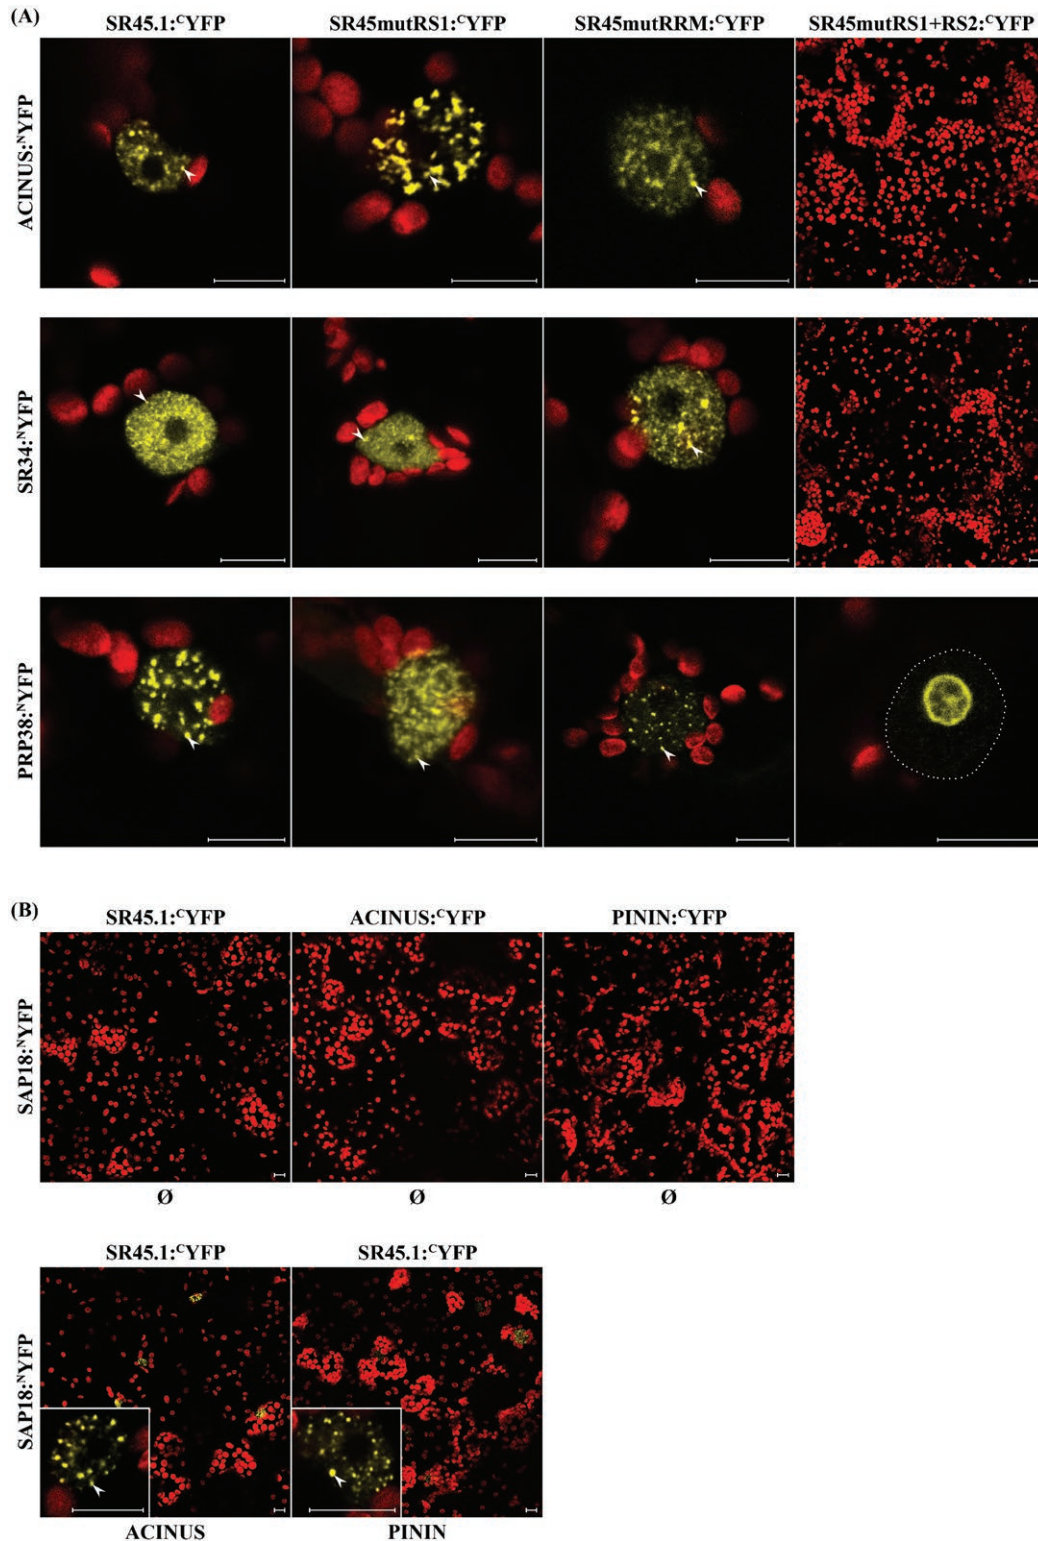 (A)
SR45.1:ᶜYFP SR45mutRS1:ᶜYFP SR45mutRRM:ᶜYFP SR45mutRS1+RS2:ᶜYFP
ACINUS:ᴺYFP
SR34:ᴺYFP
PRP38:ᴺYFP
(B)
SR45.1:ᶜYFP ACINUS:ᶜYFP PININ:ᶜYFP
SAP18:ᴺYFP
Ø Ø Ø
SR45.1:ᶜYFP SR45.1:ᶜYFP
SAP18:ᴺYFP
ACINUS PININ